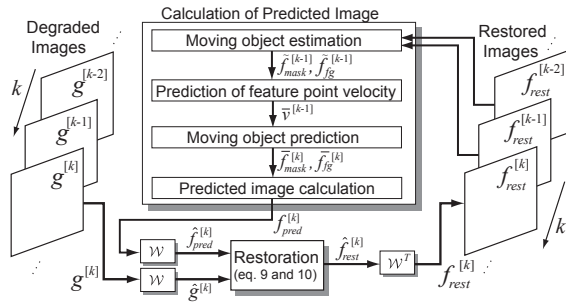 Degraded Images
Calculation of Predicted Image
Restored Images
Moving object estimation
f̃_mask^[k-1], f̃_fg^[k-1]
Prediction of feature point velocity
v̅^[k-1]
Moving object prediction
f̅_mask^[k], f̅_fg^[k]
Predicted image calculation
k
g^[k-2]
g^[k-1]
g^[k]
f_rest^[k-2]
f_rest^[k-1]
f_rest^[k]
k
f_pred^[k]
g^[k]
W
W
f̂_pred^[k]
ĝ^[k]
Restoration
(eq. 9 and 10)
f̂_rest^[k]
W^T
f_rest^[k]